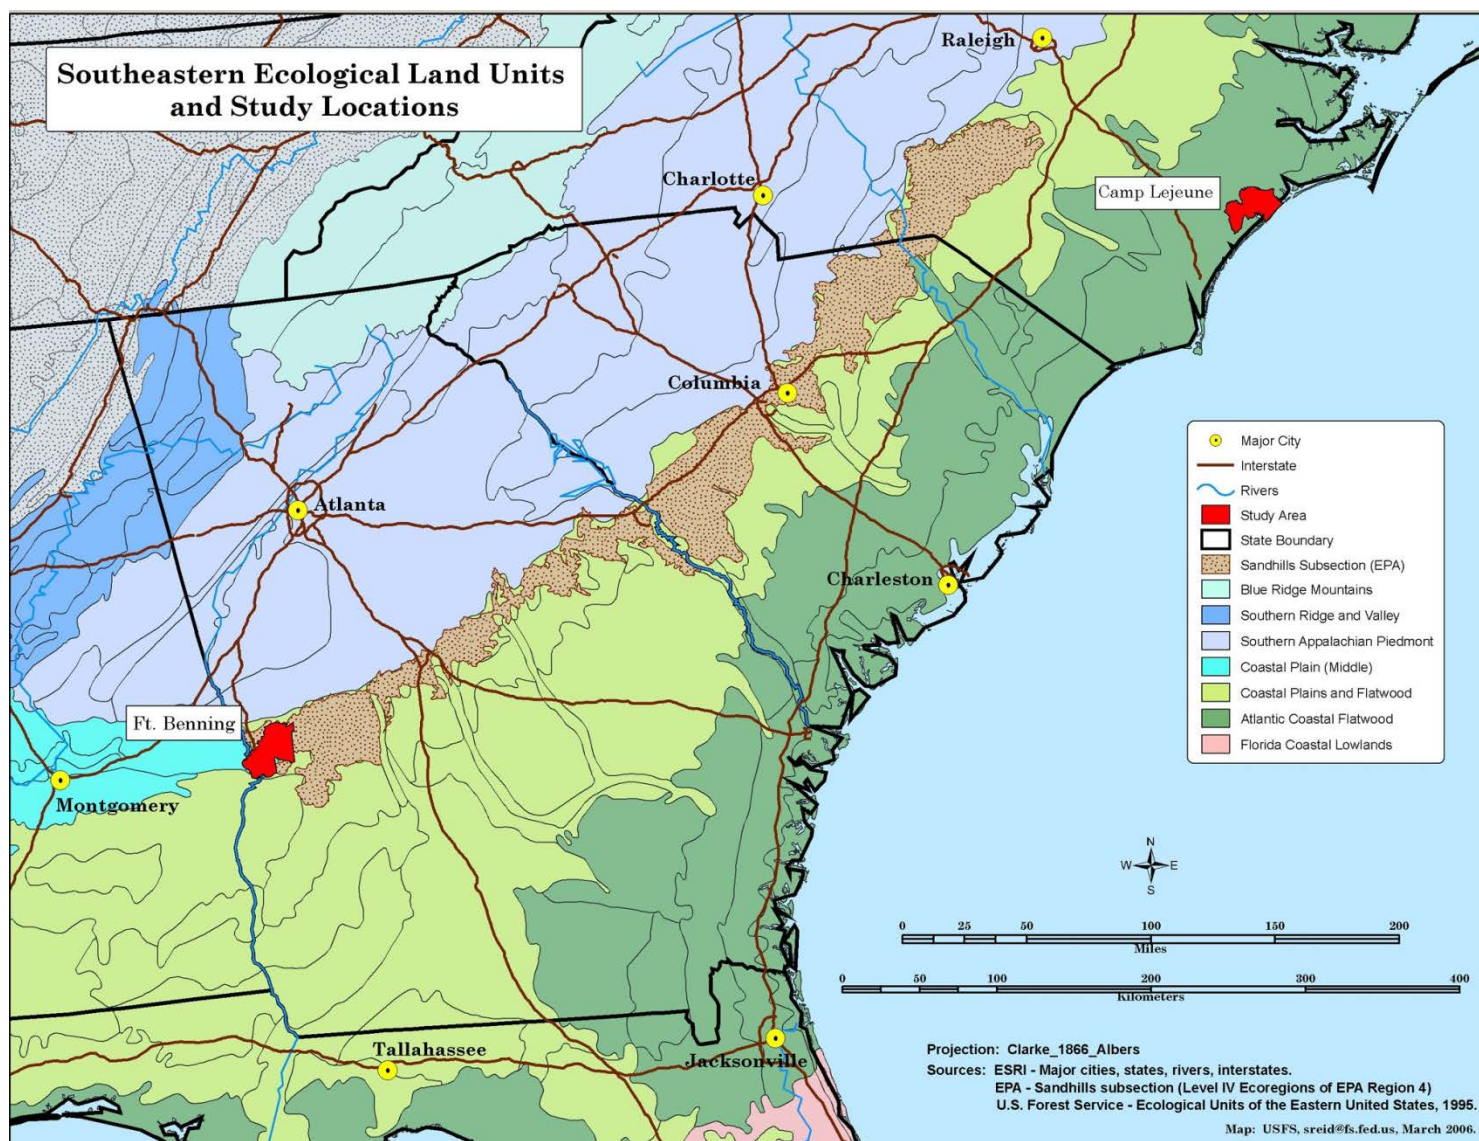 Southeastern Ecological Land Units
and Study Locations
Raleigh
Charlotte
Camp Lejeune
Columbia
Atlanta
Charleston
Ft. Benning
Montgomery
Tallahassee
Jacksonville
Major City
Interstate
Rivers
Study Area
State Boundary
Sandhills Subsection (EPA)
Blue Ridge Mountains
Southern Ridge and Valley
Southern Appalachian Piedmont
Coastal Plain (Middle)
Coastal Plains and Flatwood
Atlantic Coastal Flatwood
Florida Coastal Lowlands
N
W E
S
0 25 50 100 150 200
Miles
0 50 100 200 300 400
Kilometers
Projection: Clarke_1866_Albers
Sources: ESRI - Major cities, states, rivers, interstates.
EPA - Sandhills subsection (Level IV Ecoregions of EPA Region 4)
U.S. Forest Service - Ecological Units of the Eastern United States, 1995.
Map: USFS, sreid@fs.fed.us, March 2006.